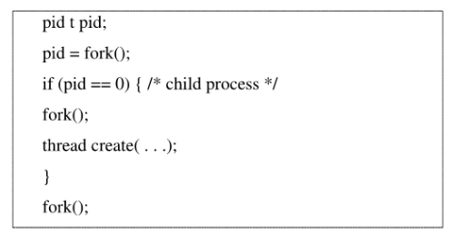 pid t pid;
pid = fork();
if (pid == 0) { /* child process */
fork();
thread create( . . .);
}
fork();